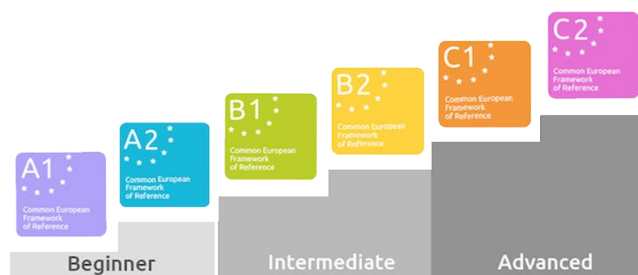 A1
Common European
Framework
of Reference
A2
Common European
Framework
of Reference
B1
Common European
Framework
of Reference
B2
Common European
Framework
of Reference
C1
Common European
Framework
of Reference
C2
Common European
Framework
of Reference
Beginner
Intermediate
Advanced